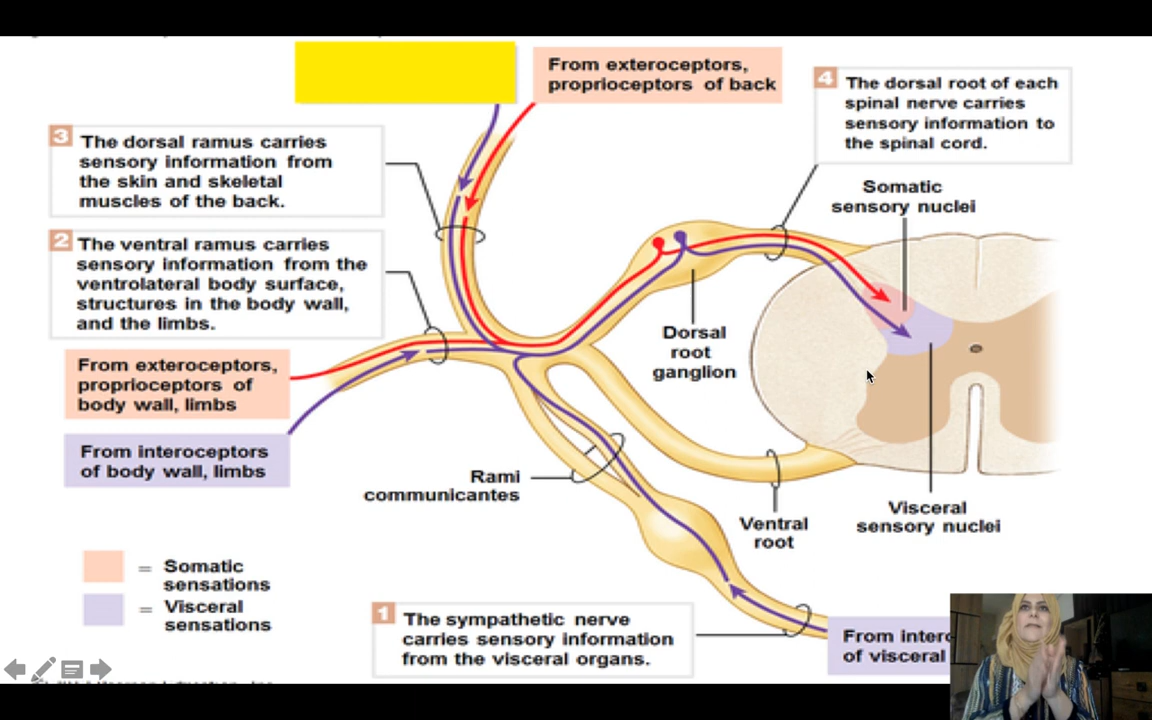 From exteroceptors,
proprioceptors of back
4 The dorsal root of each
spinal nerve carries
sensory information to
the spinal cord.
3 The dorsal ramus carries
sensory information from
the skin and skeletal
muscles of the back.
Somatic
sensory nuclei
2 The ventral ramus carries
sensory information from the
ventrolateral body surface,
structures in the body wall,
and the limbs.
Dorsal
root
ganglion
From exteroceptors,
proprioceptors of
body wall, limbs
From interoceptors
of body wall, limbs
Rami
communicantes
Ventral
root
Visceral
sensory nuclei
= Somatic
sensations
= Visceral
sensations
1 The sympathetic nerve
carries sensory information
from the visceral organs.
From interc
of visceral